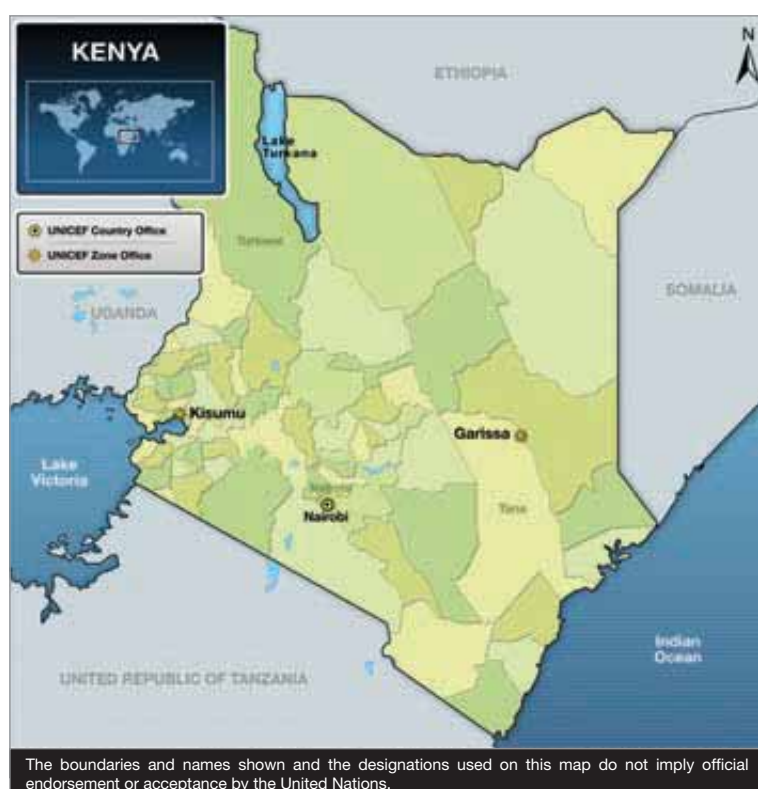 KENYA
N
ETHIOPIA
Lake
Turkana
UNICEF Country Office
UNICEF Zone Office
Turkana
SOMALIA
UGANDA
Kisumu
Garissa
Lake
Victoria
Nairobi
Nairobi
Tana
Indian
Ocean
UNITED REPUBLIC OF TANZANIA
The boundaries and names shown and the designations used on this map do not imply official
endorsement or acceptance by the United Nations.